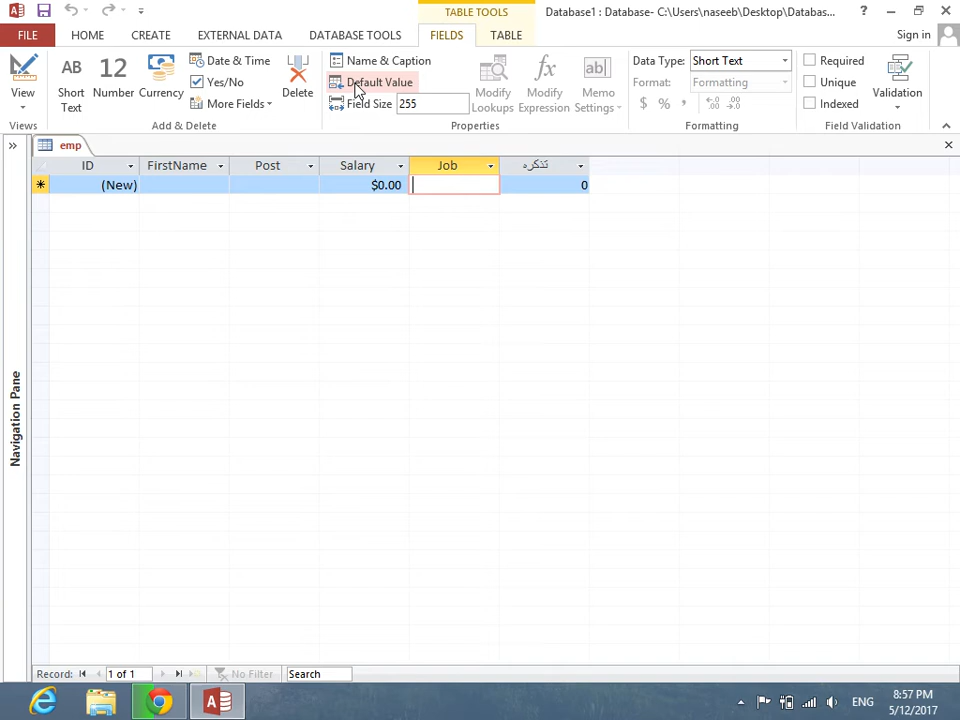 TABLE TOOLS
Database1 : Database- C:\Users\naseeb\Desktop\Databas...
FILE HOME CREATE EXTERNAL DATA DATABASE TOOLS FIELDS TABLE Sign in
View
Views
AB Short Text
12 Number
Currency
Date & Time
Yes/No
More Fields
Delete
Add & Delete
Name & Caption
Default Value
Field Size 255
Modify Lookups
fx Modify Expression
ab| Memo Settings
Properties
Data Type: Short Text
Format: Formatting
$ % , .00
Formatting
Required
Unique
Indexed
Validation
Field Validation
emp
ID FirstName Post Salary Job تذکره
(New) $0.00 0
Navigation Pane
Record: 1 of 1 No Filter Search
ENG
8:57 PM
5/12/2017